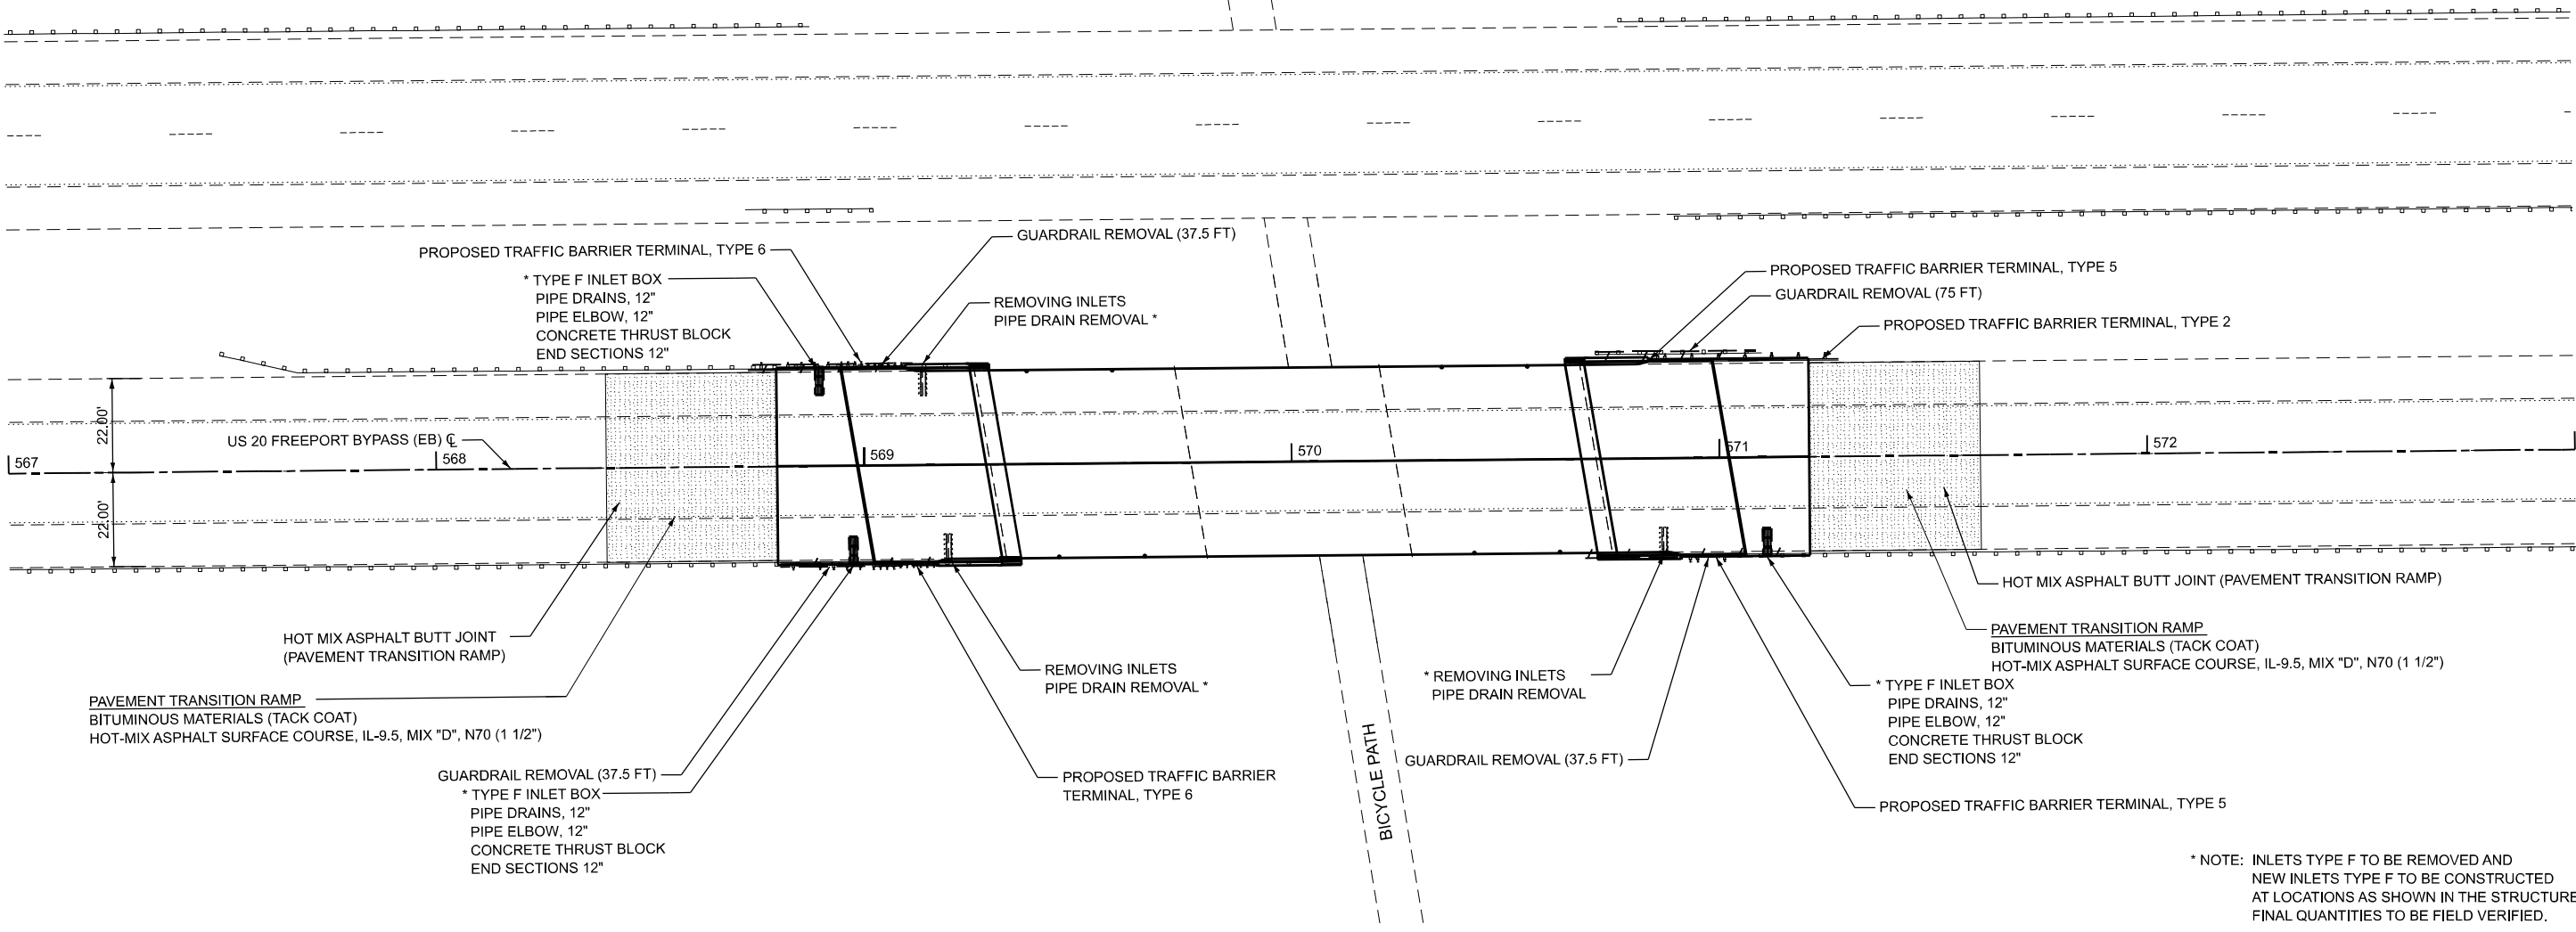 PROPOSED TRAFFIC BARRIER TERMINAL, TYPE 6
GUARDRAIL REMOVAL (37.5 FT)
* TYPE F INLET BOX
PIPE DRAINS, 12"
PIPE ELBOW, 12"
CONCRETE THRUST BLOCK
END SECTIONS 12"
REMOVING INLETS
PIPE DRAIN REMOVAL *
PROPOSED TRAFFIC BARRIER TERMINAL, TYPE 5
GUARDRAIL REMOVAL (75 FT)
PROPOSED TRAFFIC BARRIER TERMINAL, TYPE 2
22.00'
22.00'
US 20 FREEPORT BYPASS (EB) ℄
567
568
569
570
571
572
HOT MIX ASPHALT BUTT JOINT
(PAVEMENT TRANSITION RAMP)
PAVEMENT TRANSITION RAMP
BITUMINOUS MATERIALS (TACK COAT)
HOT-MIX ASPHALT SURFACE COURSE, IL-9.5, MIX "D", N70 (1 1/2")
GUARDRAIL REMOVAL (37.5 FT)
* TYPE F INLET BOX
PIPE DRAINS, 12"
PIPE ELBOW, 12"
CONCRETE THRUST BLOCK
END SECTIONS 12"
REMOVING INLETS
PIPE DRAIN REMOVAL *
PROPOSED TRAFFIC BARRIER
TERMINAL, TYPE 6
BICYCLE PATH
* REMOVING INLETS
PIPE DRAIN REMOVAL
GUARDRAIL REMOVAL (37.5 FT)
HOT MIX ASPHALT BUTT JOINT (PAVEMENT TRANSITION RAMP)
PAVEMENT TRANSITION RAMP
BITUMINOUS MATERIALS (TACK COAT)
HOT-MIX ASPHALT SURFACE COURSE, IL-9.5, MIX "D", N70 (1 1/2")
* TYPE F INLET BOX
PIPE DRAINS, 12"
PIPE ELBOW, 12"
CONCRETE THRUST BLOCK
END SECTIONS 12"
PROPOSED TRAFFIC BARRIER TERMINAL, TYPE 5
* NOTE: INLETS TYPE F TO BE REMOVED AND
NEW INLETS TYPE F TO BE CONSTRUCTED
AT LOCATIONS AS SHOWN IN THE STRUCTURE
FINAL QUANTITIES TO BE FIELD VERIFIED.